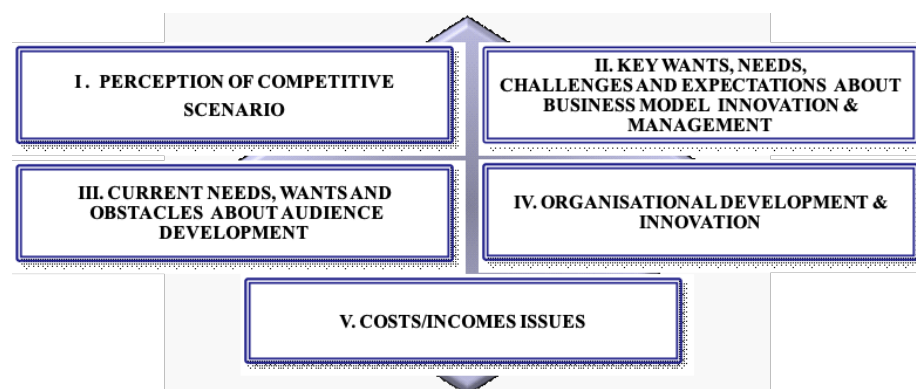 I. PERCEPTION OF COMPETITIVE
SCENARIO
II. KEY WANTS, NEEDS,
CHALLENGES AND EXPECTATIONS ABOUT
BUSINESS MODEL INNOVATION &
MANAGEMENT
III. CURRENT NEEDS, WANTS AND
OBSTACLES ABOUT AUDIENCE
DEVELOPMENT
IV. ORGANISATIONAL DEVELOPMENT &
INNOVATION
V. COSTS/INCOMES ISSUES